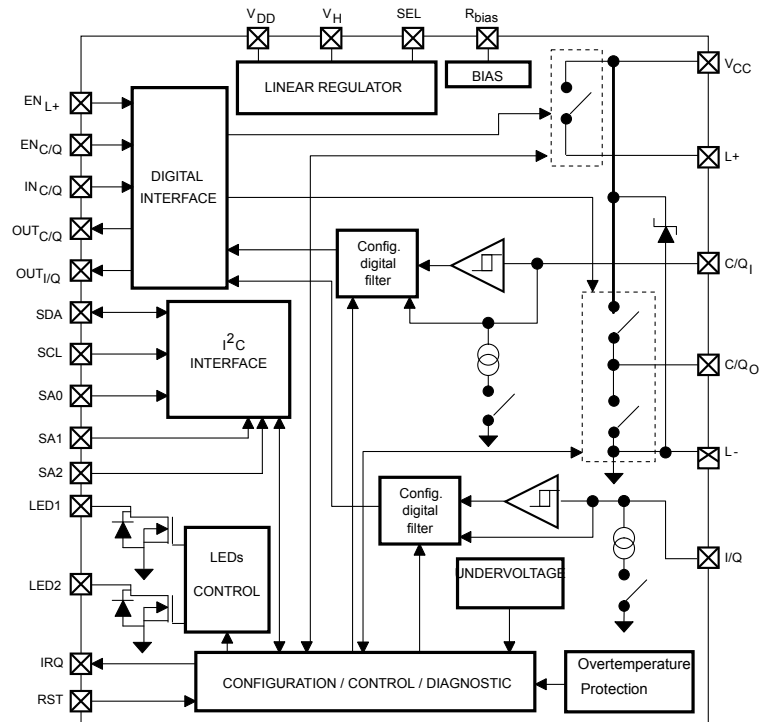 VDD
VH
SEL
Rbias
LINEAR REGULATOR
BIAS
VCC
ENL+
ENC/Q
INC/Q
OUTC/Q
OUTI/Q
DIGITAL
INTERFACE
L+
Config.
digital
filter
C/QI
SDA
SCL
SA0
SA1
SA2
I2C
INTERFACE
C/QO
L-
LED1
LED2
LEDs
CONTROL
Config.
digital
filter
UNDERVOLTAGE
I/Q
IRQ
RST
CONFIGURATION / CONTROL / DIAGNOSTIC
Overtemperature
Protection